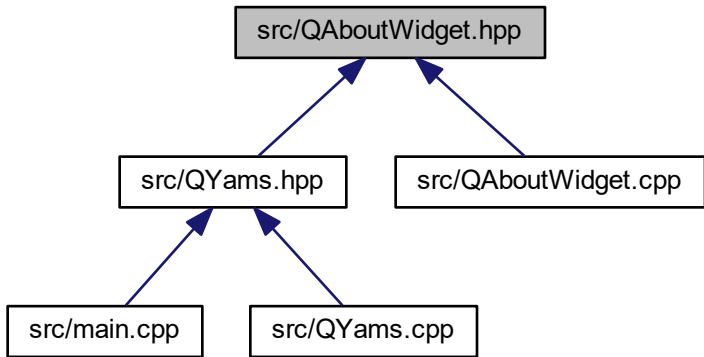 src/QAboutWidget.hpp
src/QYams.hpp
src/QAboutWidget.cpp
src/main.cpp
src/QYams.cpp